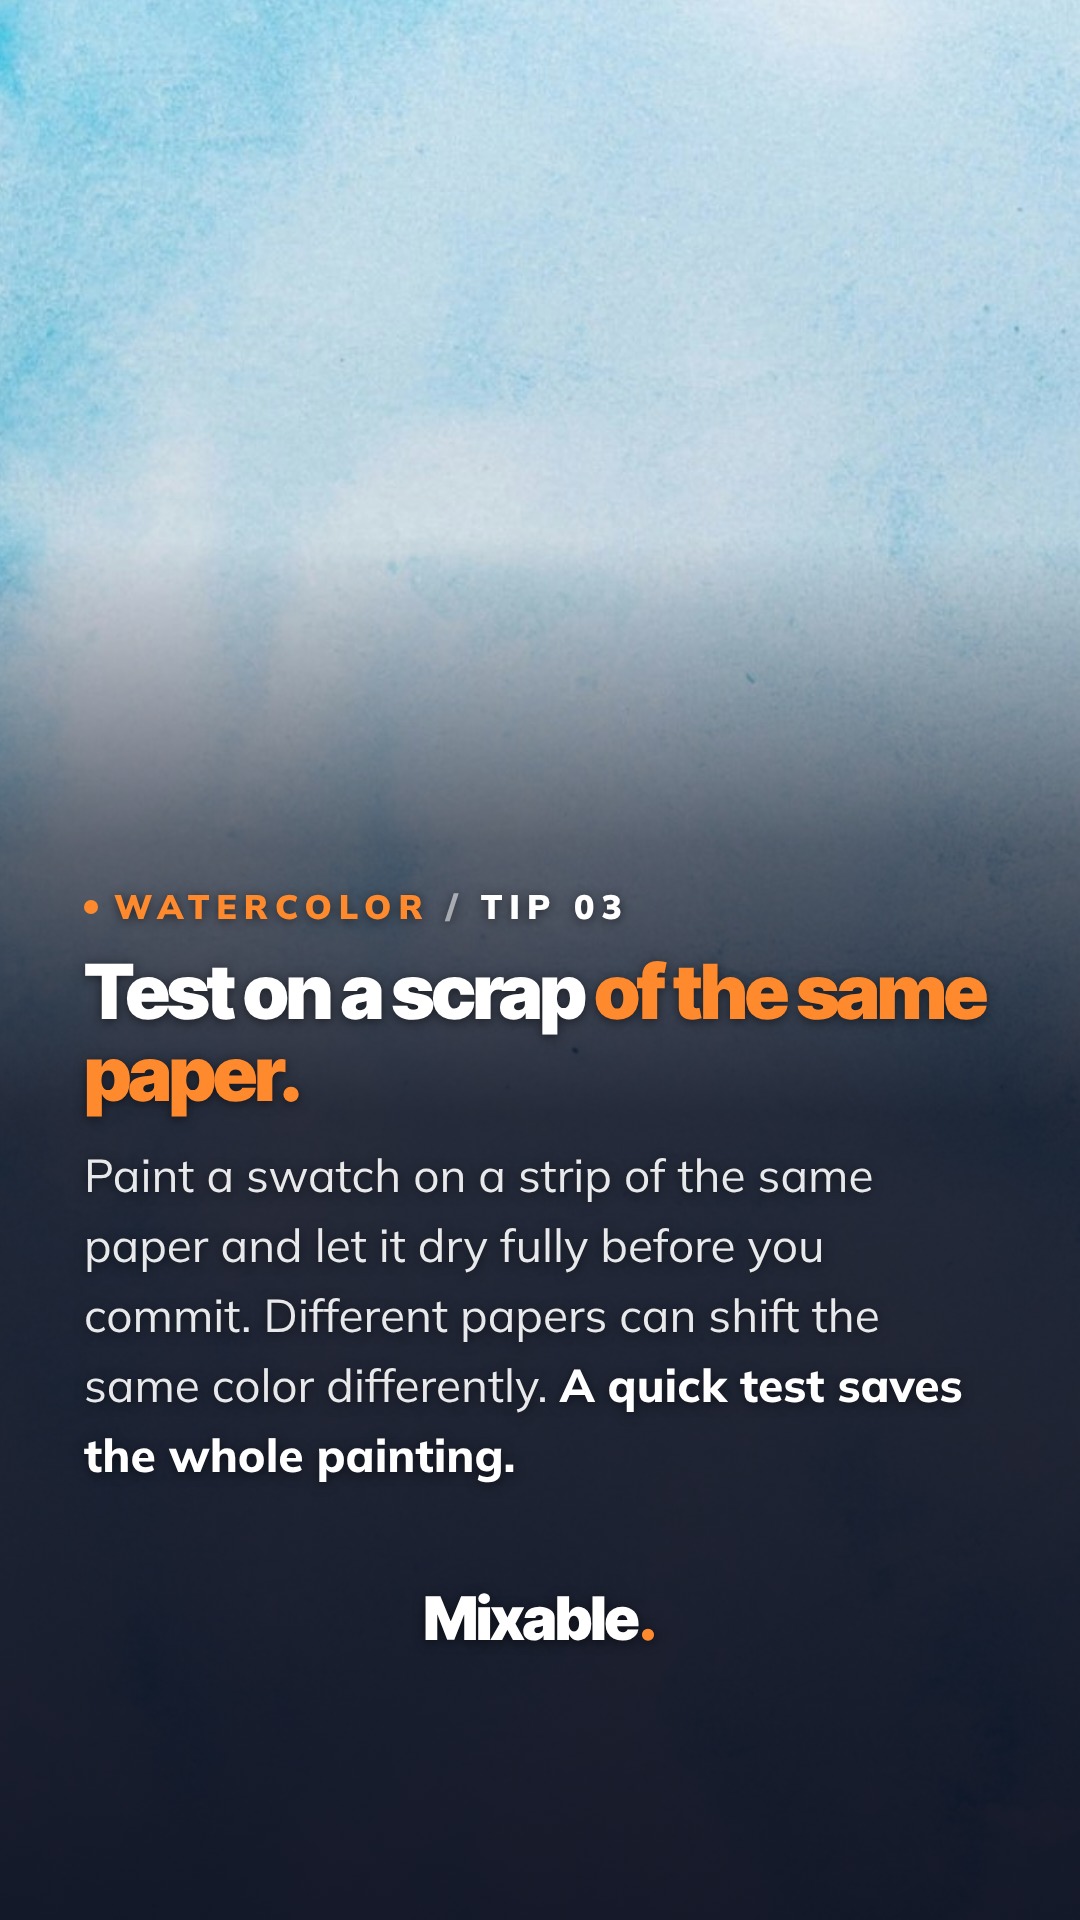 • WATERCOLOR / TIP 03
Test on a scrap of the same
paper.
Paint a swatch on a strip of the same
paper and let it dry fully before you
commit. Different papers can shift the
same color differently. A quick test saves
the whole painting.
Mixable.